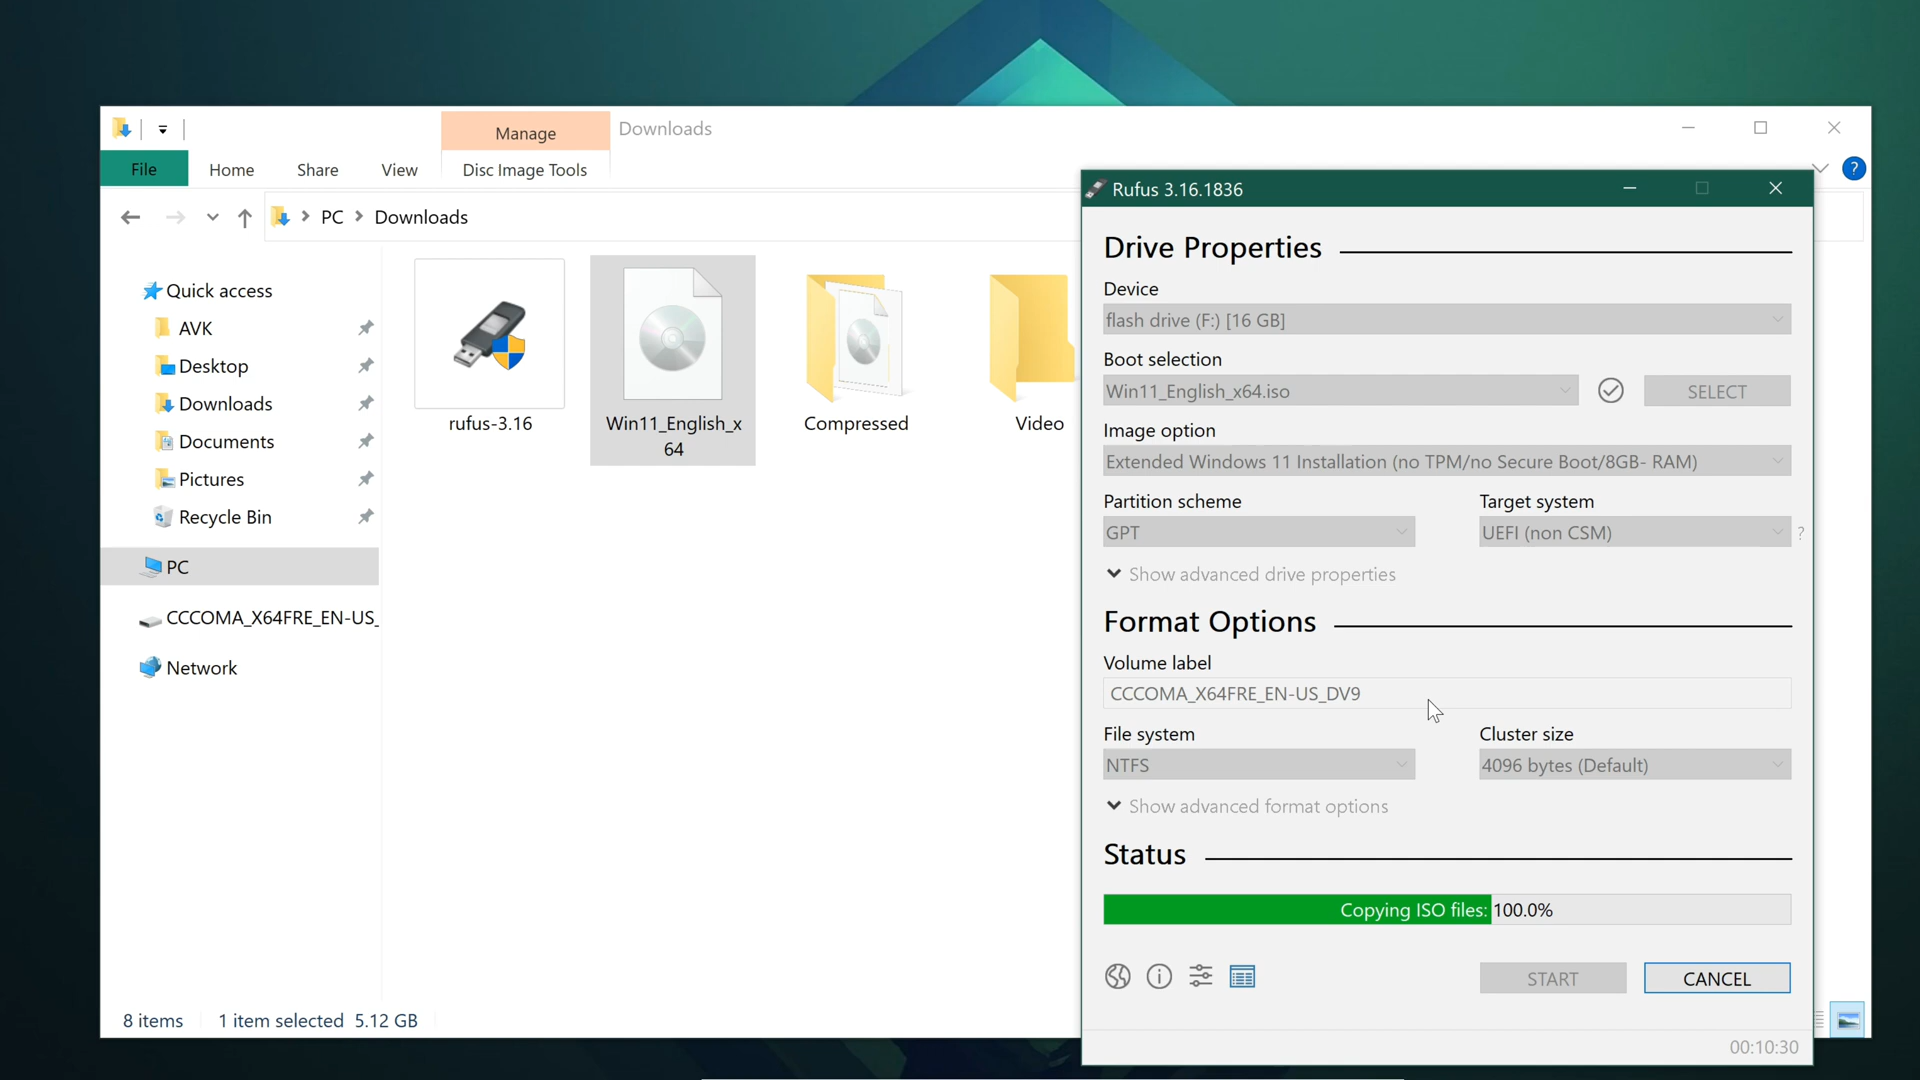 Manage
Downloads
File
Home
Share
View
Disc Image Tools
?
PC
Downloads
Quick access
AVK
Desktop
Downloads
Documents
Pictures
Recycle Bin
PC
CCCOMA_X64FRE_EN-US_
Network
rufus-3.16
Win11_English_x
64
Compressed
Video
8 items
1 item selected 5.12 GB
Rufus 3.16.1836
Drive Properties
Device
flash drive (F:) [16 GB]
Boot selection
Win11_English_x64.iso
SELECT
Image option
Extended Windows 11 Installation (no TPM/no Secure Boot/8GB- RAM)
Partition scheme
Target system
GPT
UEFI (non CSM)
?
Show advanced drive properties
Format Options
Volume label
CCCOMA_X64FRE_EN-US_DV9
File system
Cluster size
NTFS
4096 bytes (Default)
Show advanced format options
Status
Copying ISO files: 100.0%
START
CANCEL
00:10:30